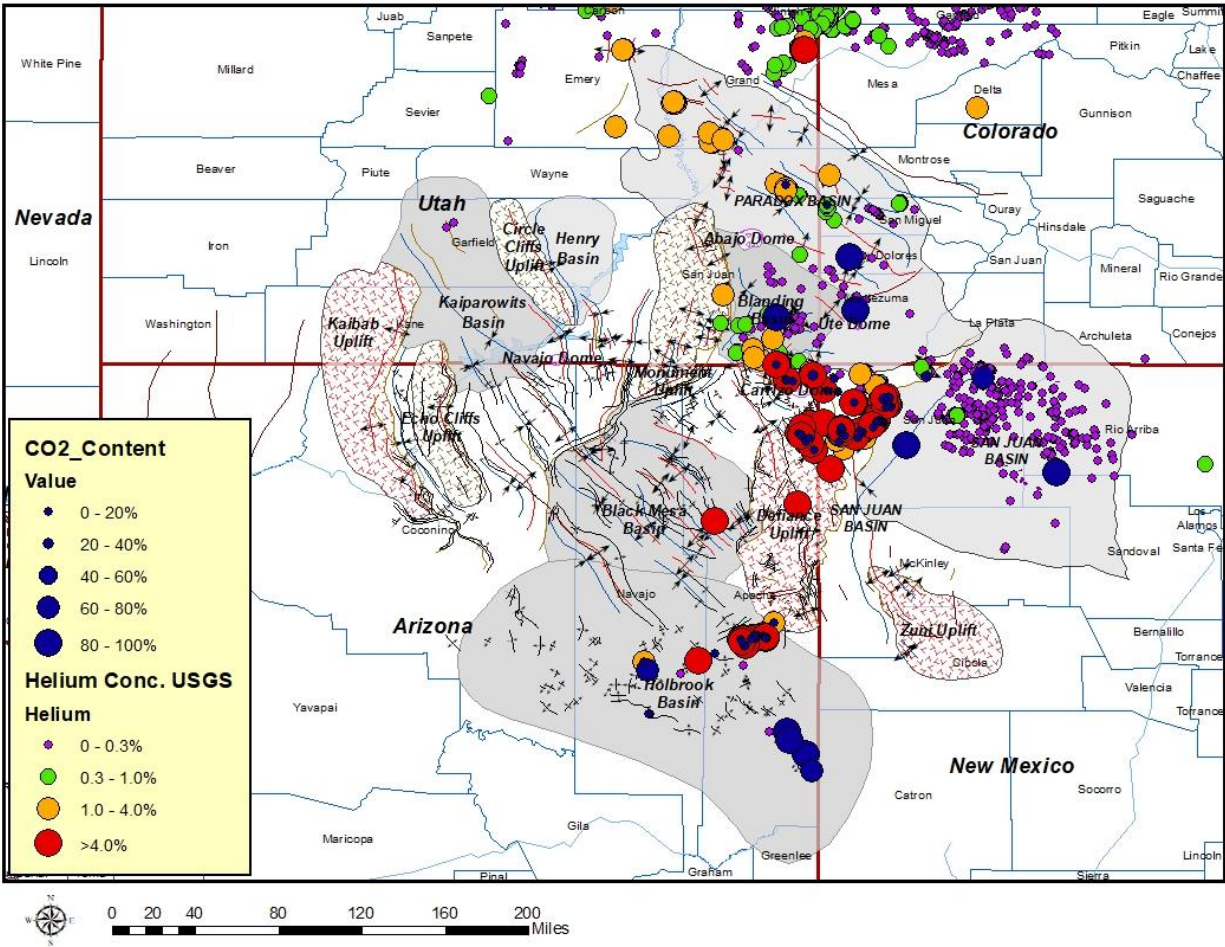 Juab
Carson
Garfield
Eagle
Summit
Sanpete
White Pine
Millard
Emery
Grand
Mesa
Pitkin
Lake
Chaffee
Delta
Gunnison
Sevier
Colorado
Beaver
Piute
Wayne
Montrose
Saguache
Nevada
Utah
PARADOX BASIN
Ouray
San Miguel
Hinsdale
Iron
Garfield
Circle
Cliffs
Uplift
Henry
Basin
Abajo Dome
Lincoln
San Juan
Dolores
San Juan
Mineral
Rio Grande
Kaiparowits
Basin
Blanding
Washington
Kaibab
Uplift
Kane
Ute Dome
La Plata
Archuleta
Conejos
Navajo Dome
Monument
Uplift
Carrizo Dome
Echo Cliffs
Uplift
San Juan
Rio Arriba
SAN JUAN
BASIN
Black Mesa
Basin
Defiance
Uplift
SAN JUAN
BASIN
Coconino
Los
Alamos
Sandoval
Santa Fe
McKinley
Navajo
Apache
Arizona
Zuni Uplift
Cibola
Bernalillo
Torrance
Valencia
Torrance
Holbrook
Basin
Yavapai
New Mexico
Catron
Socorro
Maricopa
Gila
Greenlee
Lincoln
Pinal
Graham
Sierra
CO2_Content
Value
0 - 20%
20 - 40%
40 - 60%
60 - 80%
80 - 100%
Helium Conc. USGS
Helium
0 - 0.3%
0.3 - 1.0%
1.0 - 4.0%
>4.0%
N
W
E
S
0 20 40 80 120 160 200
Miles